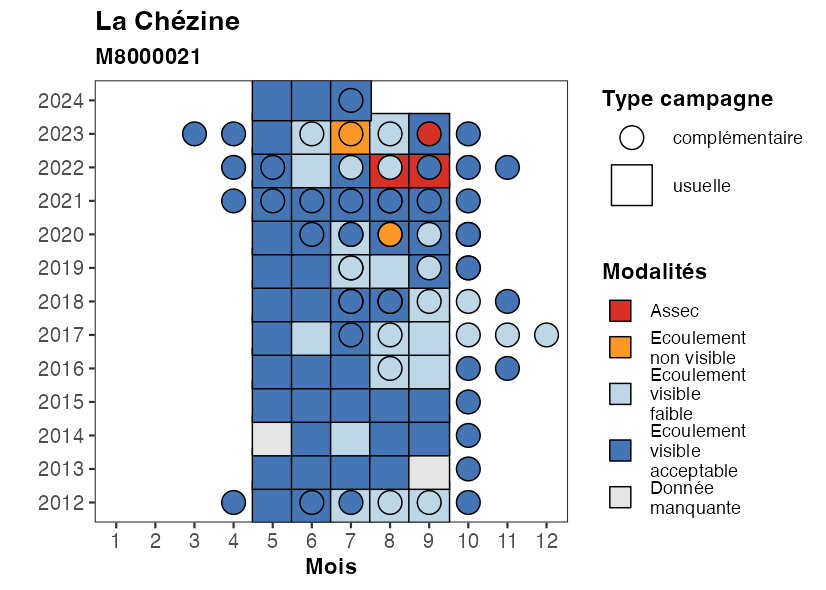 La Chézine
M8000021
2024
2023
2022
2021
2020
2019
2018
2017
2016
2015
2014
2013
2012
1 2 3 4 5 6 7 8 9 10 11 12
Mois
Type campagne
complémentaire
usuelle
Modalités
Assec
Ecoulement
non visible
Ecoulement
visible
faible
Ecoulement
visible
acceptable
Donnée
manquante